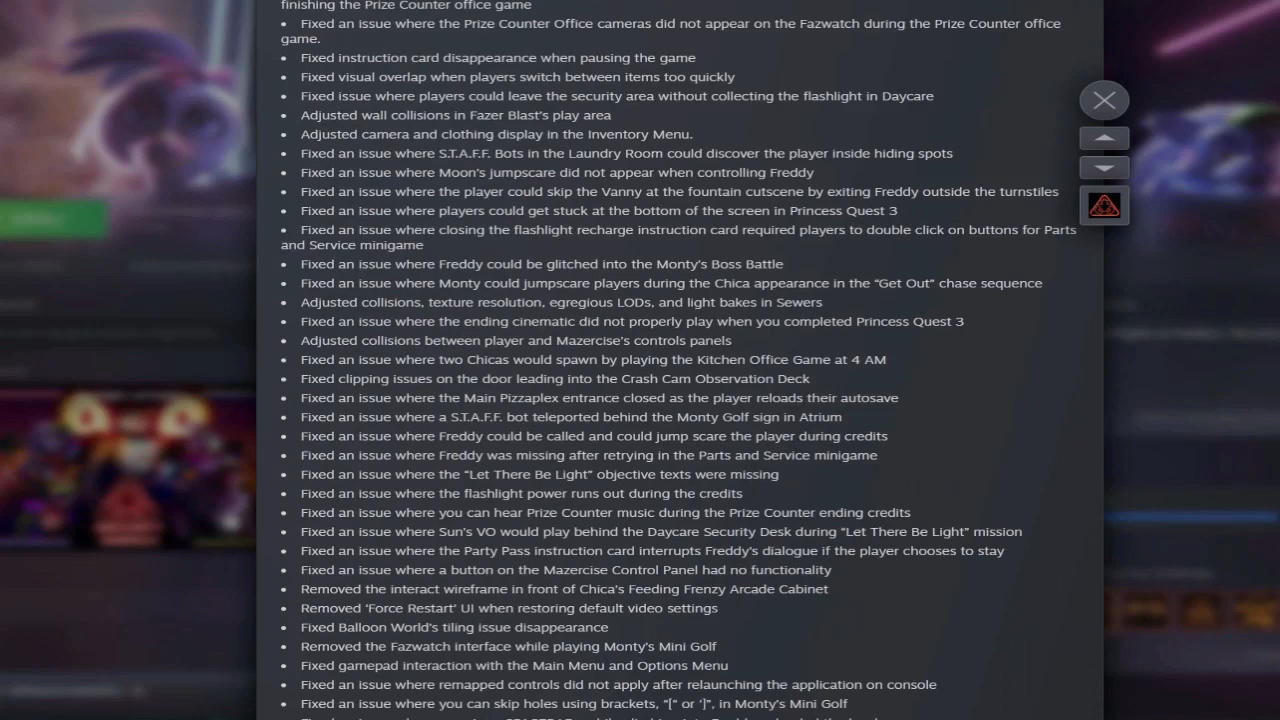 finishing the Prize Counter office game
• Fixed an issue where the Prize Counter Office cameras did not appear on the Fazwatch during the Prize Counter office
game.
• Fixed instruction card disappearance when pausing the game
• Fixed visual overlap when players switch between items too quickly
• Fixed issue where players could leave the security area without collecting the flashlight in Daycare
• Adjusted wall collisions in Fazer Blast's play area
• Adjusted camera and clothing display in the Inventory Menu.
• Fixed an issue where S.T.A.F.F. Bots in the Laundry Room could discover the player inside hiding spots
• Fixed an issue where Moon's jumpscare did not appear when controlling Freddy
• Fixed an issue where the player could skip the Vanny at the fountain cutscene by exiting Freddy outside the turnstiles
• Fixed an issue where players could get stuck at the bottom of the screen in Princess Quest 3
• Fixed an issue where closing the flashlight recharge instruction card required players to double click on buttons for Parts
and Service minigame
• Fixed an issue where Freddy could be glitched into the Monty's Boss Battle
• Fixed an issue where Monty could jumpscare players during the Chica appearance in the “Get Out” chase sequence
• Adjusted collisions, texture resolution, egregious LODs, and light bakes in Sewers
• Fixed an issue where the ending cinematic did not properly play when you completed Princess Quest 3
• Adjusted collisions between player and Mazercise's controls panels
• Fixed an issue where two Chicas would spawn by playing the Kitchen Office Game at 4 AM
• Fixed clipping issues on the door leading into the Crash Cam Observation Deck
• Fixed an issue where the Main Pizzaplex entrance closed as the player reloads their autosave
• Fixed an issue where a S.T.A.F.F. bot teleported behind the Monty Golf sign in Atrium
• Fixed an issue where Freddy could be called and could jump scare the player during credits
• Fixed an issue where Freddy was missing after retrying in the Parts and Service minigame
• Fixed an issue where the “Let There Be Light” objective texts were missing
• Fixed an issue where the flashlight power runs out during the credits
• Fixed an issue where you can hear Prize Counter music during the Prize Counter ending credits
• Fixed an issue where Sun's VO would play behind the Daycare Security Desk during “Let There Be Light” mission
• Fixed an issue where the Party Pass instruction card interrupts Freddy's dialogue if the player chooses to stay
• Fixed an issue where a button on the Mazercise Control Panel had no functionality
• Removed the interact wireframe in front of Chica's Feeding Frenzy Arcade Cabinet
• Removed ‘Force Restart’ UI when restoring default video settings
• Fixed Balloon World's tiling issue disappearance
• Removed the Fazwatch interface while playing Monty's Mini Golf
• Fixed gamepad interaction with the Main Menu and Options Menu
• Fixed an issue where remapped controls did not apply after relaunching the application on console
• Fixed an issue where you can skip holes using brackets, “[“ or ‘]”, in Monty's Mini Golf